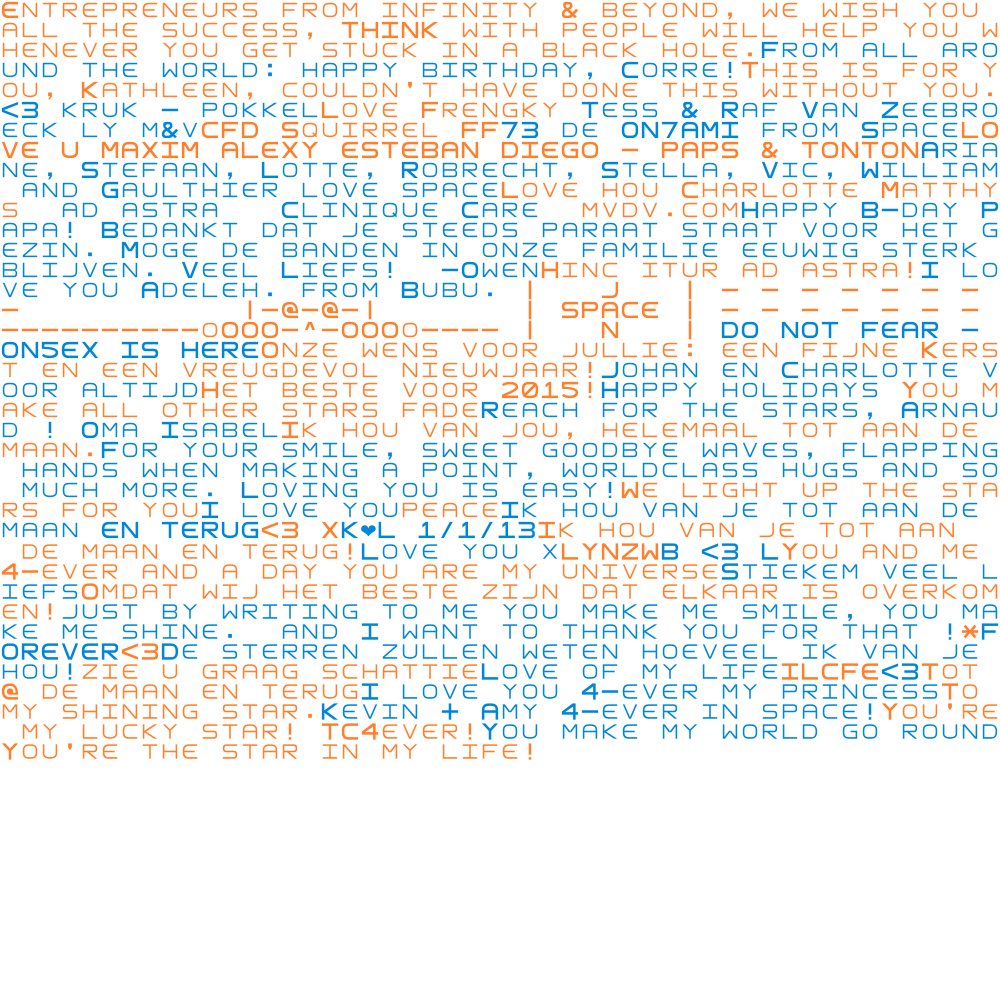 ENTREPRENEURS FROM INFINITY & BEYOND, WE WISH YOU
ALL THE SUCCESS, THINK WITH PEOPLE WILL HELP YOU W
HENEVER YOU GET STUCK IN A BLACK HOLE.FROM ALL ARO
UND THE WORLD: HAPPY BIRTHDAY, CORRE!THIS IS FOR Y
OU, KATHLEEN, COULDN'T HAVE DONE THIS WITHOUT YOU.
<3 KRUK - POKKELLOVE FRENGKY TESS & RAF VAN ZEEBRO
ECK LY M&VCFD SQUIRREL FF73 DE ON7AMI FROM SPACELO
VE U MAXIM ALEXY ESTEBAN DIEGO - PAPS & TONTONARIA
NE, STEFAAN, LOTTE, ROBRECHT, STELLA, VIC, WILLIAM
 AND GAULTHIER LOVE SPACELOVE HOU CHARLOTTE MATTHY
S  AD ASTRA   CLINIQUE CARE  MVDV.COMHAPPY B-DAY P
APA! BEDANKT DAT JE STEEDS PARAAT STAAT VOOR HET G
EZIN. MOGE DE BANDEN IN ONZE FAMILIE EEUWIG STERK
BLIJVEN. VEEL LIEFS!  -OWENHINC ITUR AD ASTRA!I LO
VE YOU ADELEH. FROM BUBU. |   J   | - - - - - - -
-           |-@-@-|         | SPACE | - - - - - - -
----------OOOO-^-OOOO---- |   N   | DO NOT FEAR -
ON5EX IS HEREONZE WENS VOOR JULLIE: EEN FIJNE KERS
T EN EEN VREUGDEVOL NIEUWJAAR!JOHAN EN CHARLOTTE V
OOR ALTIJDHET BESTE VOOR 2015!HAPPY HOLIDAYS YOU M
AKE ALL OTHER STARS FADEREACH FOR THE STARS, ARNAU
D ! OMA ISABELIK HOU VAN JOU, HELEMAAL TOT AAN DE
MAAN.FOR YOUR SMILE, SWEET GOODBYE WAVES, FLAPPING
 HANDS WHEN MAKING A POINT, WORLDCLASS HUGS AND SO
 MUCH MORE. LOVING YOU IS EASY!WE LIGHT UP THE STA
RS FOR YOUI LOVE YOUPEACEIK HOU VAN JE TOT AAN DE
MAAN EN TERUG<3 XK❤L 1/1/13IK HOU VAN JE TOT AAN
 DE MAAN EN TERUG!LOVE YOU XLYNZWB <3 LYOU AND ME
4-EVER AND A DAY YOU ARE MY UNIVERSESTIEKEM VEEL L
IEFSOMDAT WIJ HET BESTE ZIJN DAT ELKAAR IS OVERKOM
EN!JUST BY WRITING TO ME YOU MAKE ME SMILE, YOU MA
KE ME SHINE.  AND I WANT TO THANK YOU FOR THAT !*F
OREVER<3DE STERREN ZULLEN WETEN HOEVEEL IK VAN JE
HOU!ZIE U GRAAG SCHATTIELOVE OF MY LIFEILCFE<3TOT
@ DE MAAN EN TERUGI LOVE YOU 4-EVER MY PRINCESSTO
MY SHINING STAR.KEVIN + AMY 4-EVER IN SPACE!YOU'RE
 MY LUCKY STAR! TC4EVER!YOU MAKE MY WORLD GO ROUND
YOU'RE THE STAR IN MY LIFE!